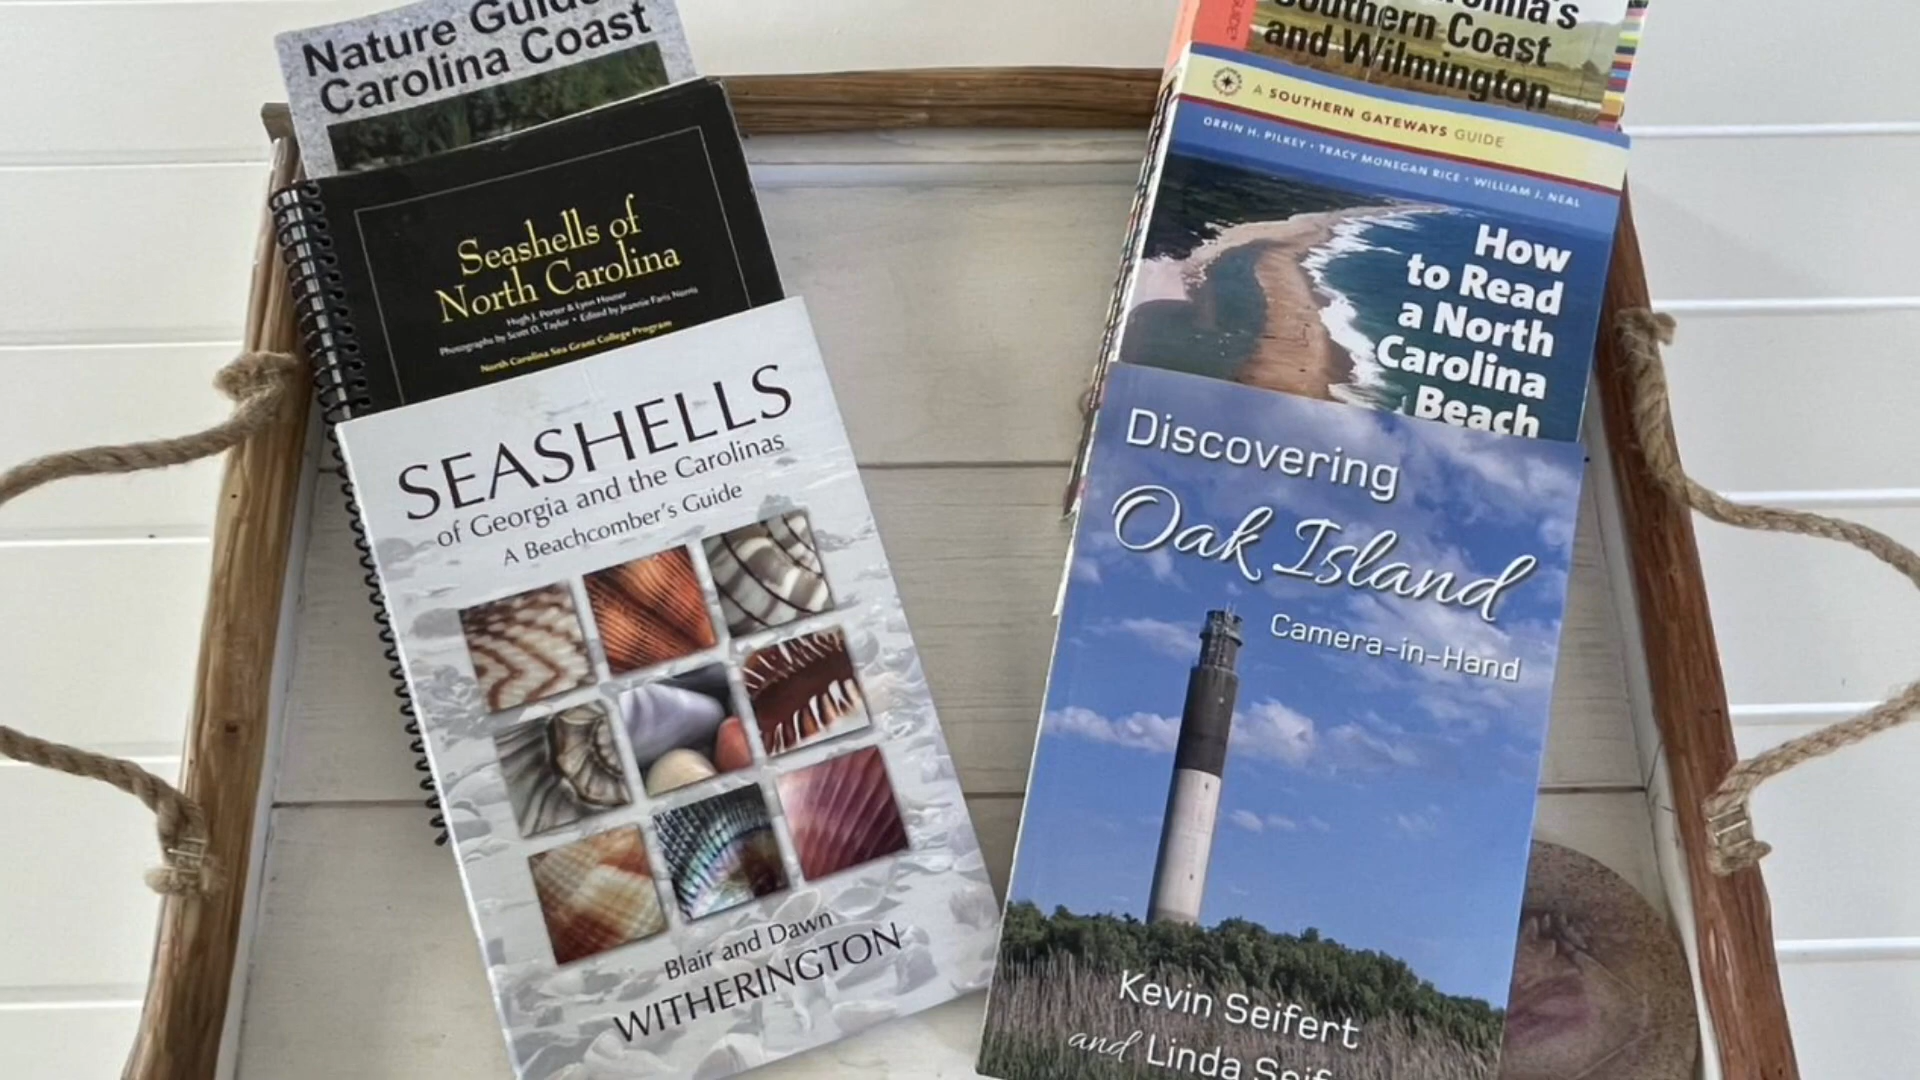 Nature Guide
Carolina Coast
Seashells of
North Carolina
Hugh J. Porter & Lynn Houser
Photographs by Scott D. Taylor • Edited by Jeannie Faris Norris
North Carolina Sea Grant College Program
SEASHELLS
of Georgia and the Carolinas
A Beachcomber's Guide
Blair and Dawn
WITHERINGTON
Southern Coast
and Wilmington
A SOUTHERN GATEWAYS GUIDE
ORRIN H. PILKEY • TRACY MONEGAN RICE • WILLIAM J. NEAL
How
to Read
a North
Carolina
Beach
Discovering
Oak Island
Camera-in-Hand
Kevin Seifert
and Linda